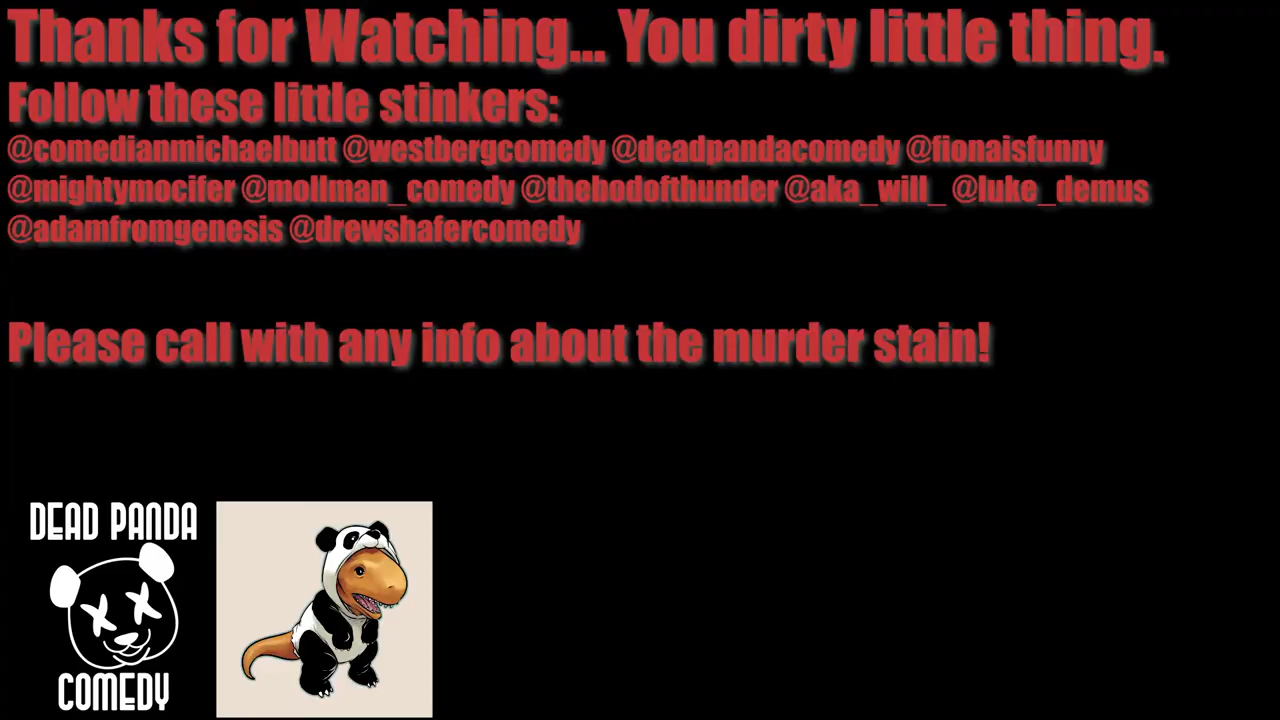 Thanks for Watching... You dirty little thing.
Follow these little stinkers:
@comedianmichaelbutt @westbergcomedy @deadpandacomedy @fionaisfunny
@mightymocifer @mollman_comedy @thehodofthunder @aka_will_ @luke_demus
@adamfromgenesis @drewshafercomedy
Please call with any info about the murder stain!
DEAD PANDA
COMEDY